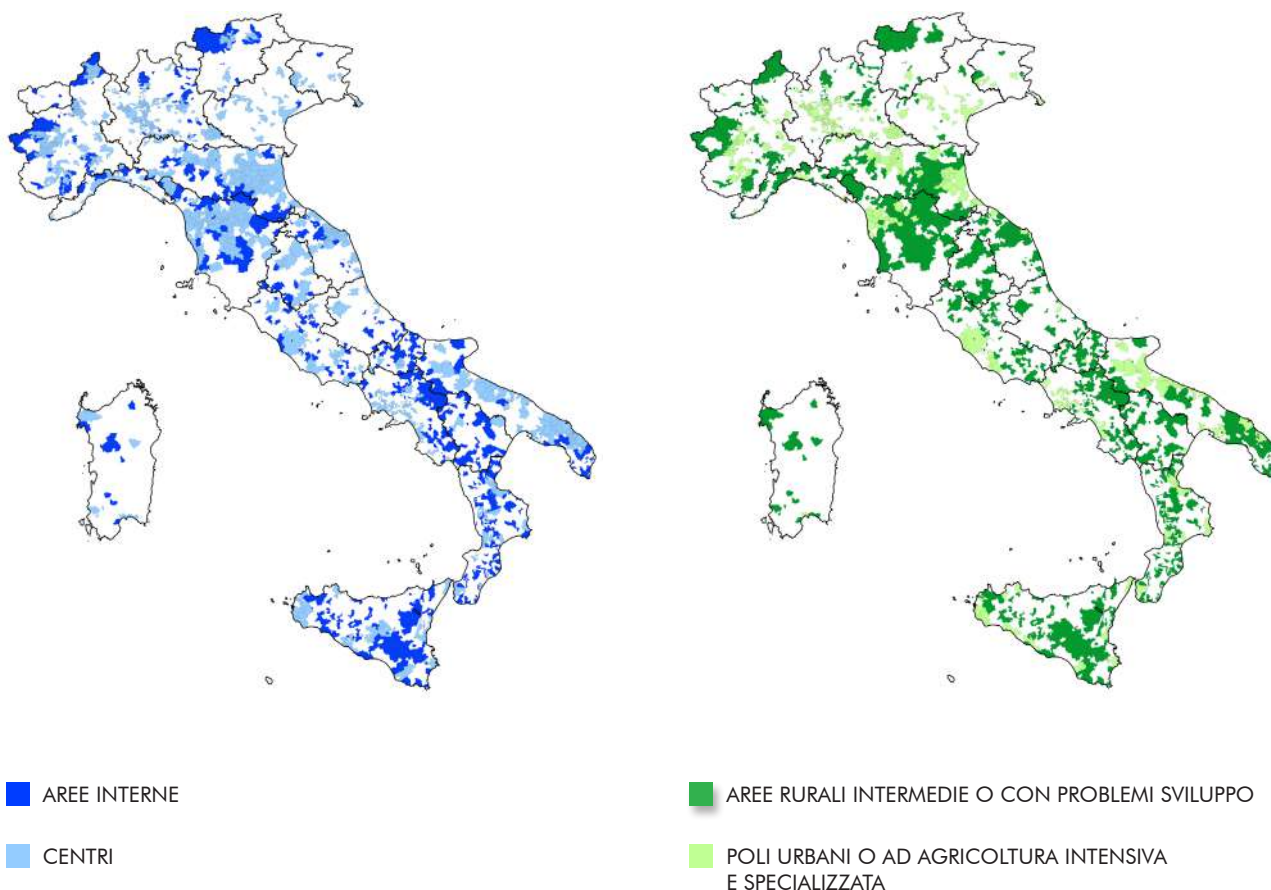 AREE INTERNE
CENTRI
AREE RURALI INTERMEDIE O CON PROBLEMI SVILUPPO
POLI URBANI O AD AGRICOLTURA INTENSIVA
E SPECIALIZZATA